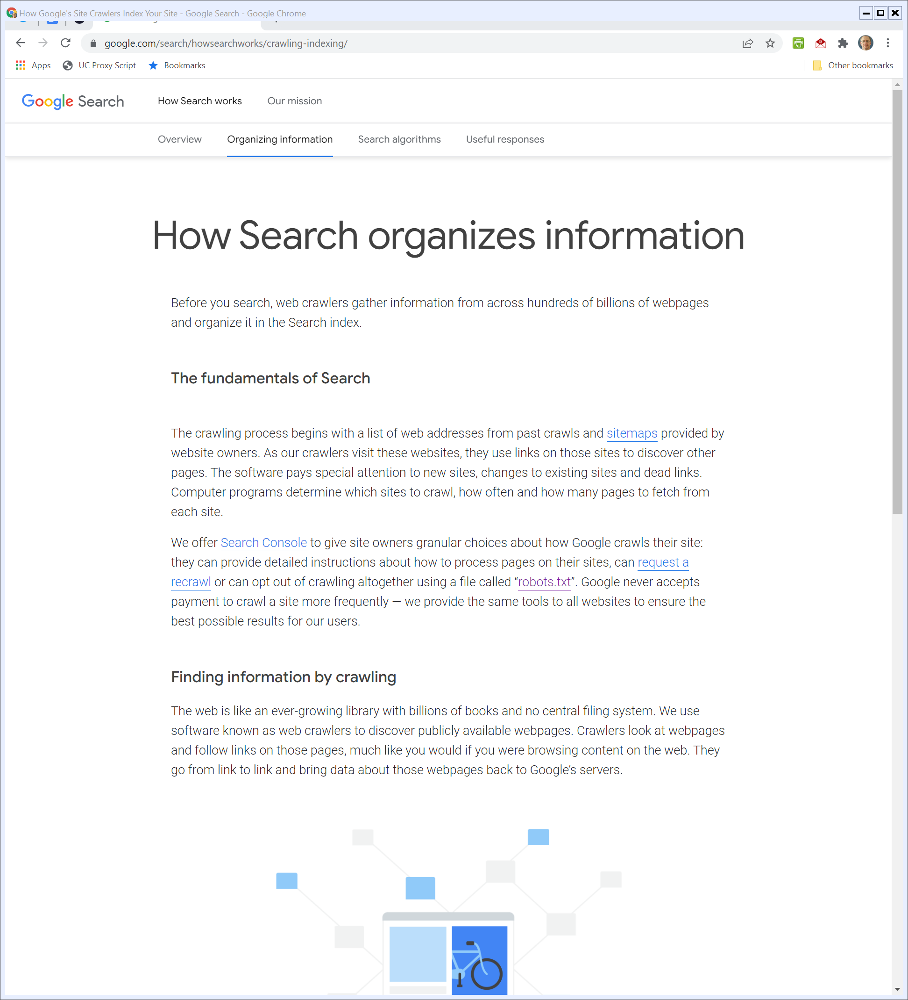 How Google's Site Crawlers Index Your Site - Google Search - Google Chrome
google.com/search/howsearchworks/crawling-indexing/
Apps UC Proxy Script Bookmarks Other bookmarks
Google Search How Search works Our mission
Overview Organizing information Search algorithms Useful responses
How Search organizes information
Before you search, web crawlers gather information from across hundreds of billions of webpages
and organize it in the Search index.
The fundamentals of Search
The crawling process begins with a list of web addresses from past crawls and sitemaps provided by
website owners. As our crawlers visit these websites, they use links on those sites to discover other
pages. The software pays special attention to new sites, changes to existing sites and dead links.
Computer programs determine which sites to crawl, how often and how many pages to fetch from
each site.
We offer Search Console to give site owners granular choices about how Google crawls their site:
they can provide detailed instructions about how to process pages on their sites, can request a
recrawl or can opt out of crawling altogether using a file called “robots.txt”. Google never accepts
payment to crawl a site more frequently — we provide the same tools to all websites to ensure the
best possible results for our users.
Finding information by crawling
The web is like an ever-growing library with billions of books and no central filing system. We use
software known as web crawlers to discover publicly available webpages. Crawlers look at webpages
and follow links on those pages, much like you would if you were browsing content on the web. They
go from link to link and bring data about those webpages back to Google’s servers.